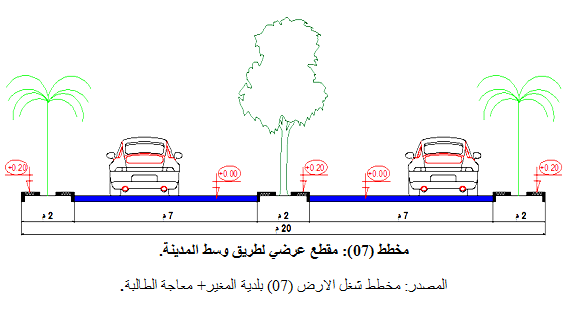 +0.20
+0.00
+0.20
+0.00
+0.20
2 م
7 م
2 م
7 م
2 م
20 م
مخطط (07): مقطع عرضي لطريق وسط المدينة.
المصدر: مخطط شغل الارض (07) بلدية المغير+ معاجة الطالبة.